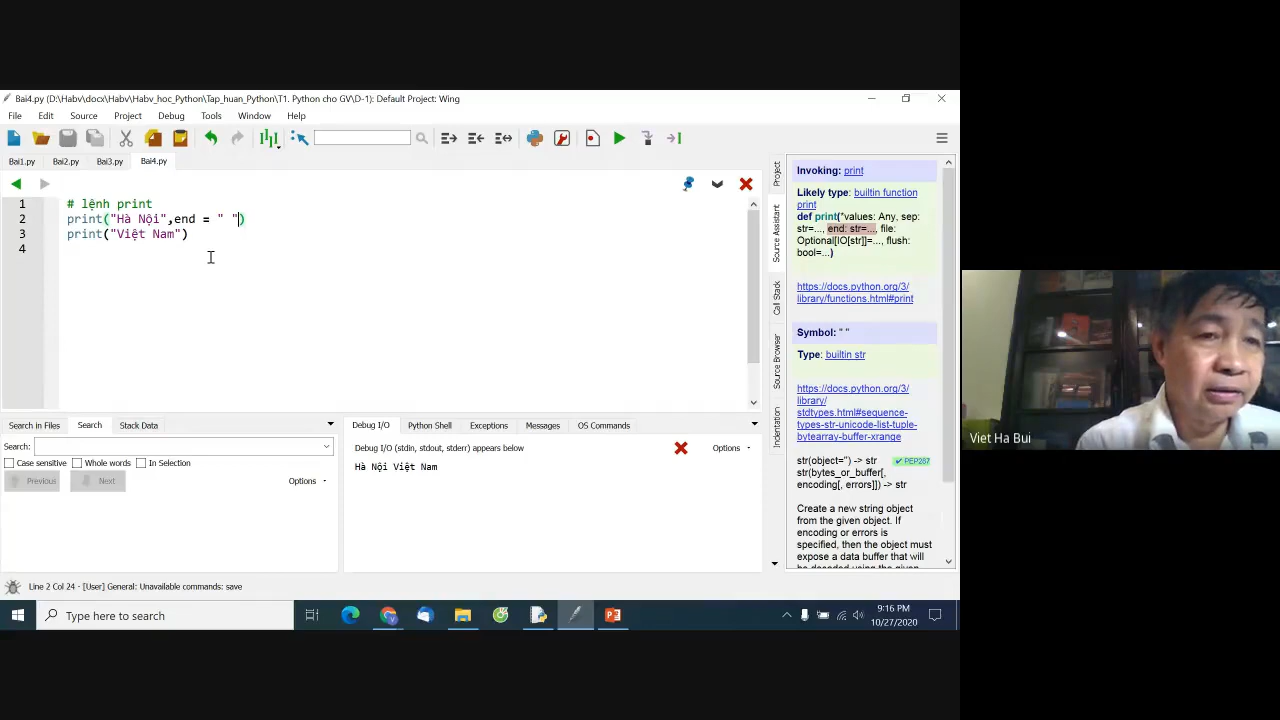 Bai4.py (D:\Habv\docx\Habv\Habv_hoc_Python\Tap_huan_Python\T1. Python cho GV\D-1): Default Project: Wing
File Edit Source Project Debug Tools Window Help
Bai1.py Bai2.py Bai3.py Bai4.py
1 # lệnh print
2 print("Hà Nội",end = " ")
3 print("Việt Nam")
4
Project
Source Assistant
Call Stack
Source Browser
Indentation
Invoking: print
Likely type: builtin function
print
def print(*values: Any, sep:
str=..., end: str=..., file:
Optional[IO[str]]=..., flush:
bool=...)
https://docs.python.org/3/
library/functions.html#print
Symbol: " "
Type: builtin str
https://docs.python.org/3/
library/
stdtypes.html#sequence-
types-str-unicode-list-tuple-
bytearray-buffer-xrange
str(object='') -> str ✔ PEP287
str(bytes_or_buffer[,
encoding[, errors]]) -> str
Create a new string object
from the given object. If
encoding or errors is
specified, then the object must
expose a data buffer that will
be decoded using the given
Search in Files Search Stack Data
Search:
Case sensitive Whole words In Selection
Previous Next Options
Debug I/O Python Shell Exceptions Messages OS Commands
Debug I/O (stdin, stdout, stderr) appears below Options
Hà Nội Việt Nam
Line 2 Col 24 - [User] General: Unavailable commands: save
Type here to search
9:16 PM
10/27/2020
Viet Ha Bui